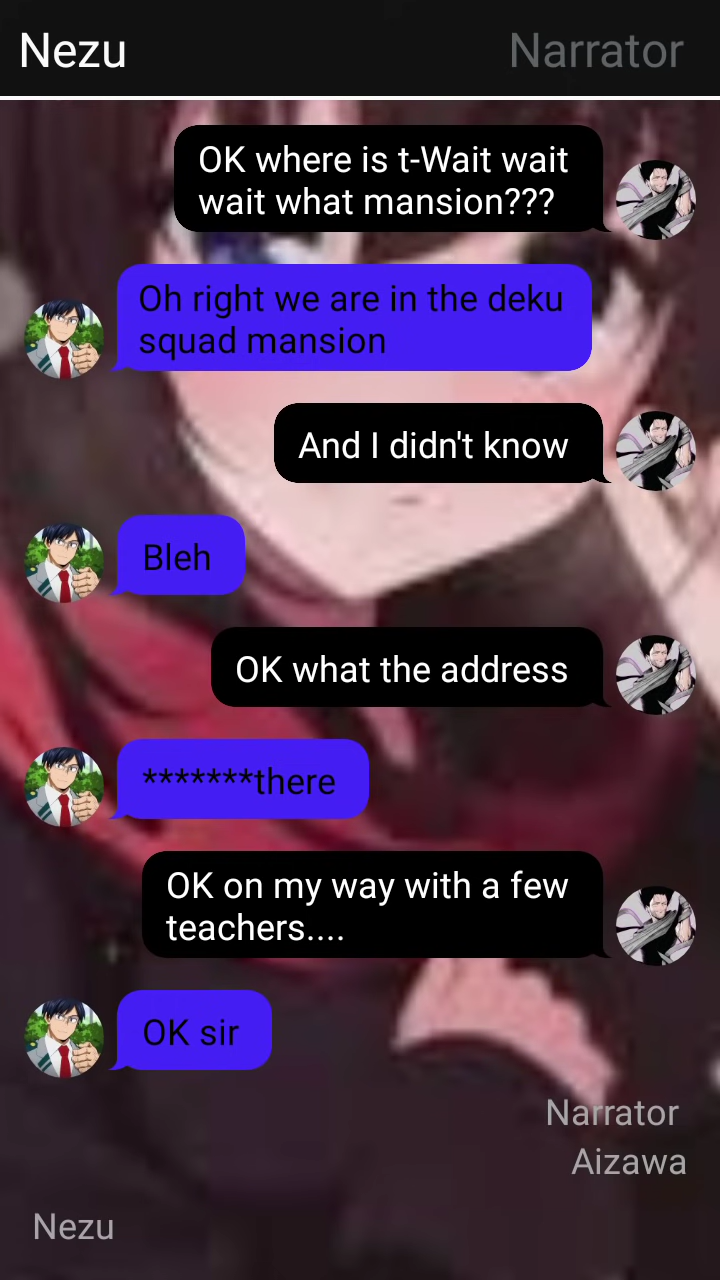 Nezu
Narrator
OK where is t-Wait wait
wait what mansion???
Oh right we are in the deku
squad mansion
And I didn't know
Bleh
OK what the address
*******there
OK on my way with a few
teachers....
OK sir
Narrator
Aizawa
Nezu